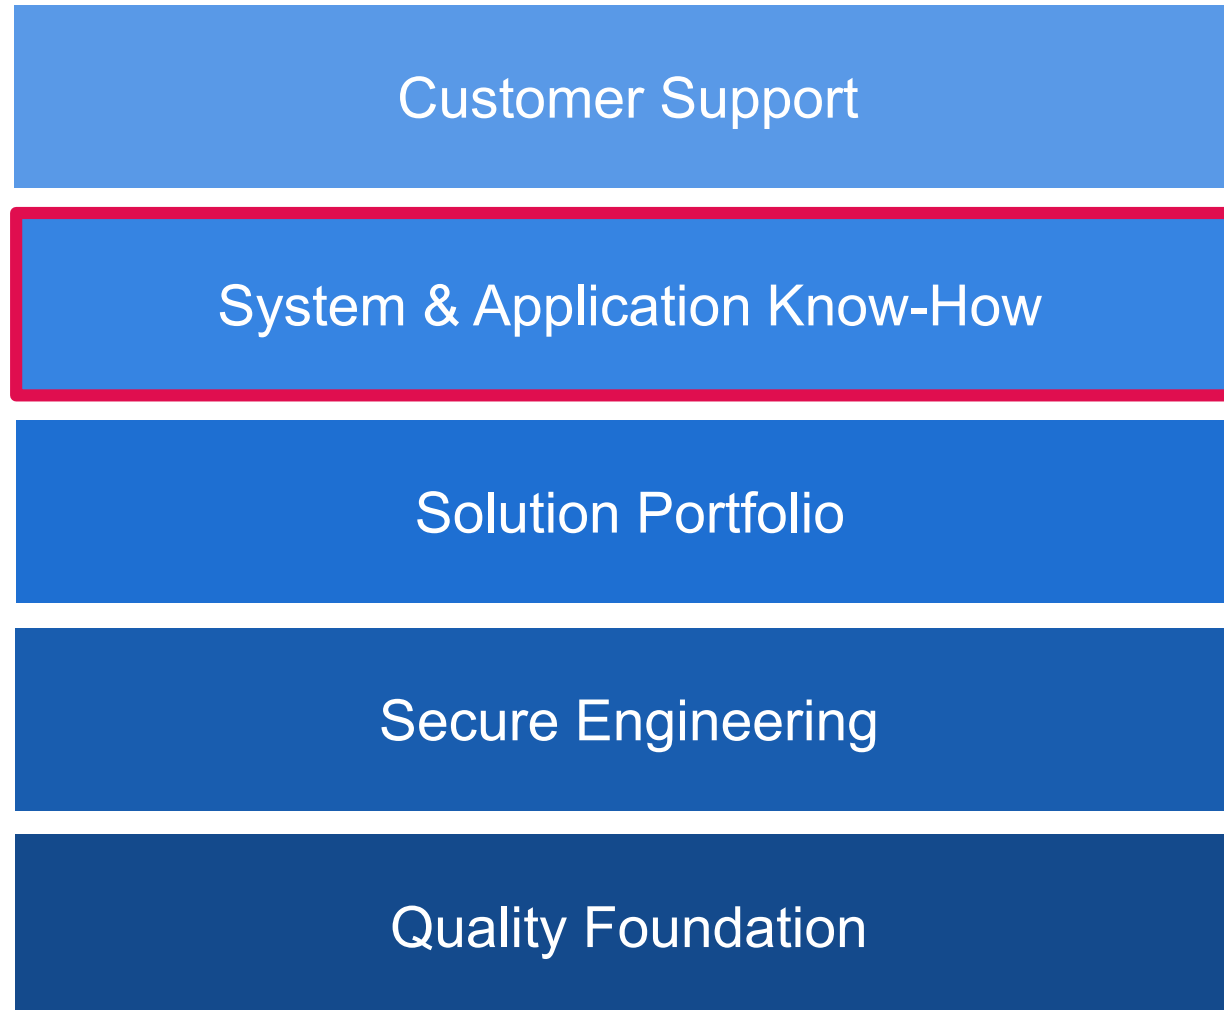 Customer Support
System & Application Know-How
Solution Portfolio
Secure Engineering
Quality Foundation